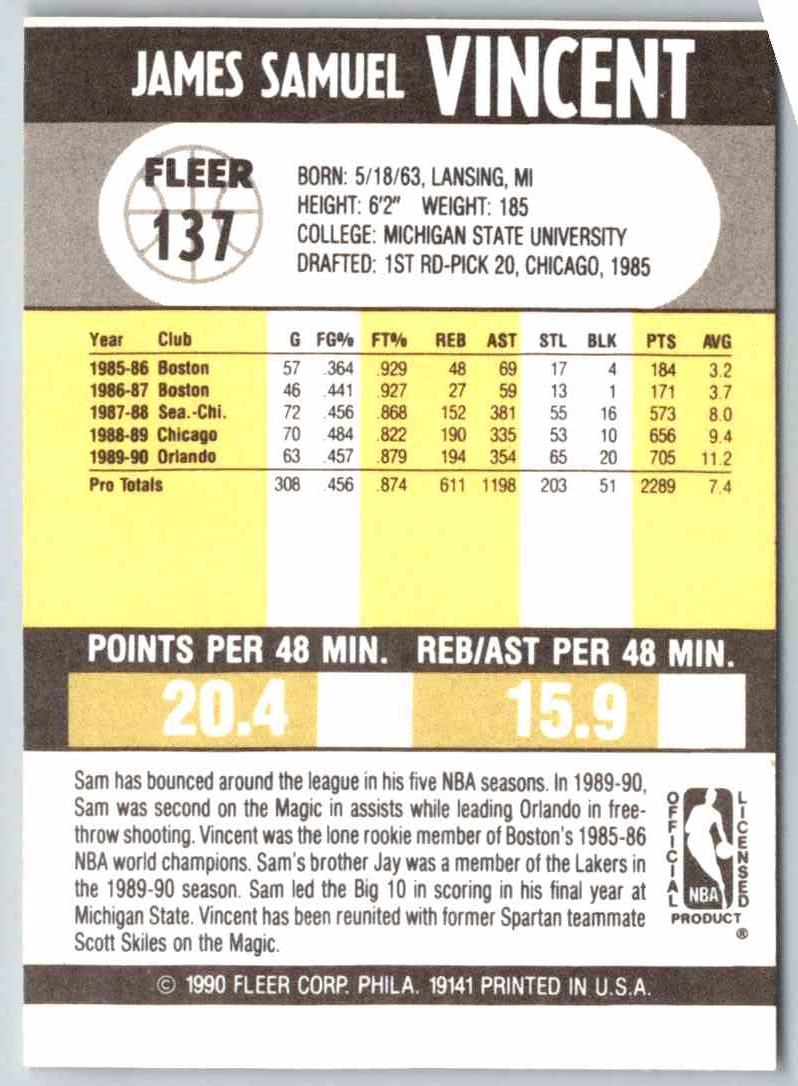 JAMES SAMUEL VINCENT
FLEER
137
BORN: 5/18/63, LANSING, MI
HEIGHT: 6'2" WEIGHT: 185
COLLEGE: MICHIGAN STATE UNIVERSITY
DRAFTED: 1ST RD-PICK 20, CHICAGO, 1985
Year Club G FG% FT% REB AST STL BLK PTS AVG
1985-86 Boston 57 .364 .929 48 69 17 4 184 3.2
1986-87 Boston 46 .441 .927 27 59 13 1 171 3.7
1987-88 Sea.-Chi. 72 .456 .868 152 381 55 16 573 8.0
1988-89 Chicago 70 .484 .822 190 335 53 10 656 9.4
1989-90 Orlando 63 .457 .879 194 354 65 20 705 11.2
Pro Totals 308 .456 .874 611 1198 203 51 2289 7.4
POINTS PER 48 MIN. REB/AST PER 48 MIN.
20.4 15.9
Sam has bounced around the league in his five NBA seasons. In 1989-90,
Sam was second on the Magic in assists while leading Orlando in free-
throw shooting. Vincent was the lone rookie member of Boston's 1985-86
NBA world champions. Sam's brother Jay was a member of the Lakers in
the 1989-90 season. Sam led the Big 10 in scoring in his final year at
Michigan State. Vincent has been reunited with former Spartan teammate
Scott Skiles on the Magic.
OFFICIAL
NBA
LICENSED
PRODUCT
®
© 1990 FLEER CORP. PHILA. 19141 PRINTED IN U.S.A.